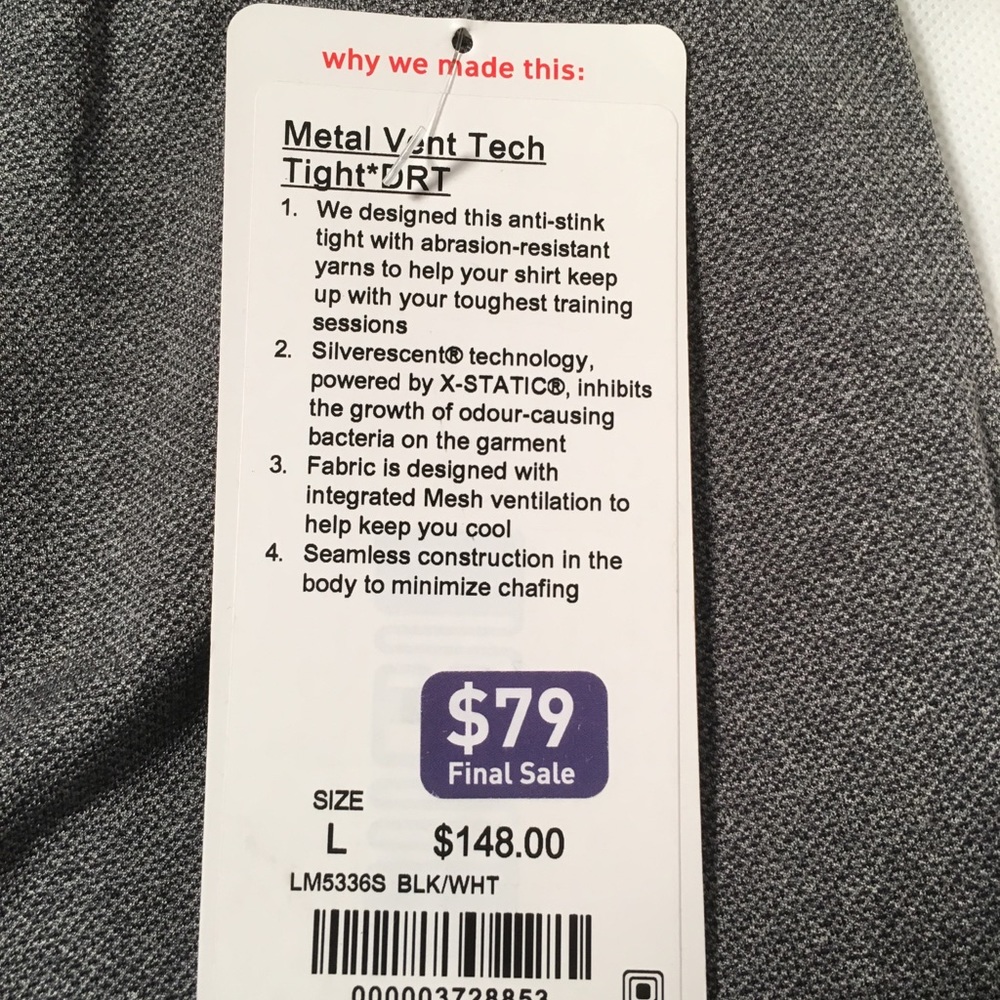 why we made this:
Metal Vent Tech
Tight*DRT
1. We designed this anti-stink
tight with abrasion-resistant
yarns to help your shirt keep
up with your toughest training
sessions
2. Silverescent® technology,
powered by X-STATIC®, inhibits
the growth of odour-causing
bacteria on the garment
3. Fabric is designed with
integrated Mesh ventilation to
help keep you cool
4. Seamless construction in the
body to minimize chafing
$79
Final Sale
SIZE
L $148.00
LM5336S BLK/WHT
000003728853